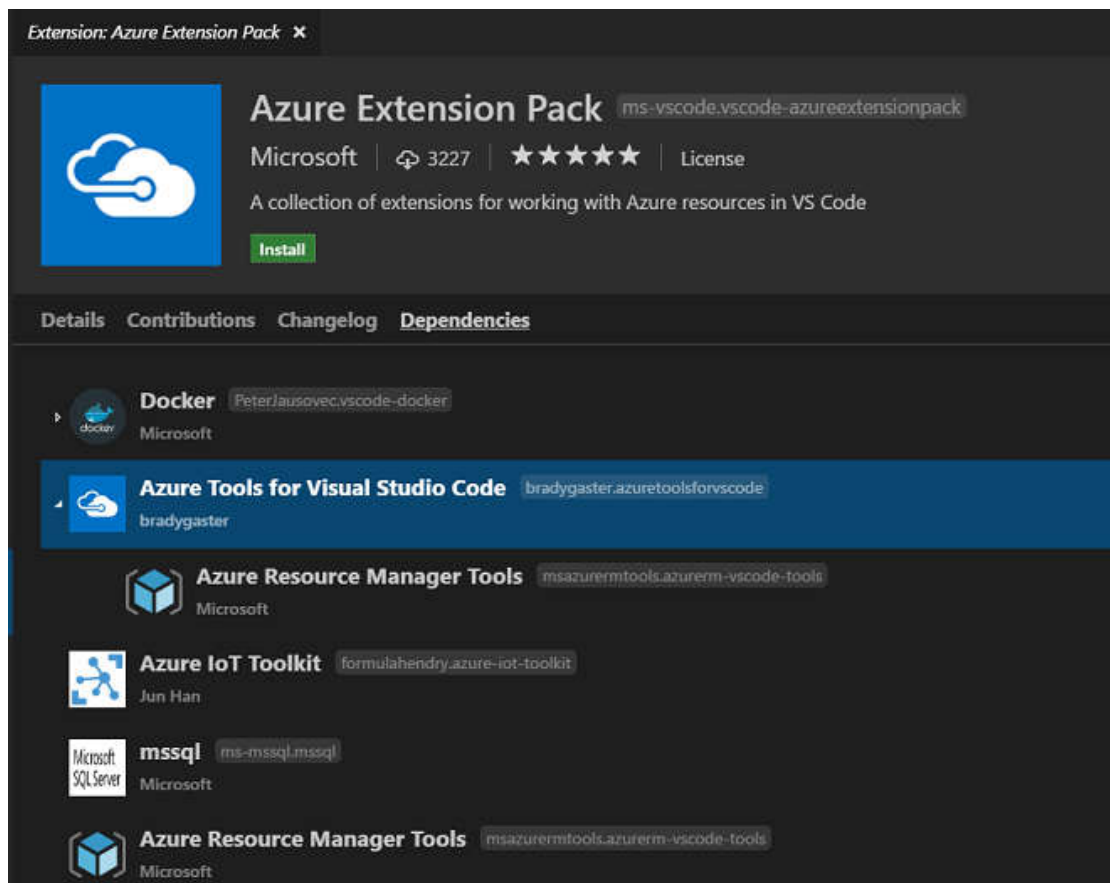 Extension: Azure Extension Pack ×
Azure Extension Pack ms-vscode.vscode-azureextensionpack
Microsoft 3227 ★★★★★ License
A collection of extensions for working with Azure resources in VS Code
Install
Details Contributions Changelog Dependencies
Docker PeterJausovec.vscode-docker
docker
Microsoft
Azure Tools for Visual Studio Code bradygaster.azuretoolsforvscode
bradygaster
Azure Resource Manager Tools msazurermtools.azurerm-vscode-tools
Microsoft
Azure IoT Toolkit formulahendry.azure-iot-toolkit
Jun Han
Microsoft
SQL Server
mssql ms-mssql.mssql
Microsoft
Azure Resource Manager Tools msazurermtools.azurerm-vscode-tools
Microsoft